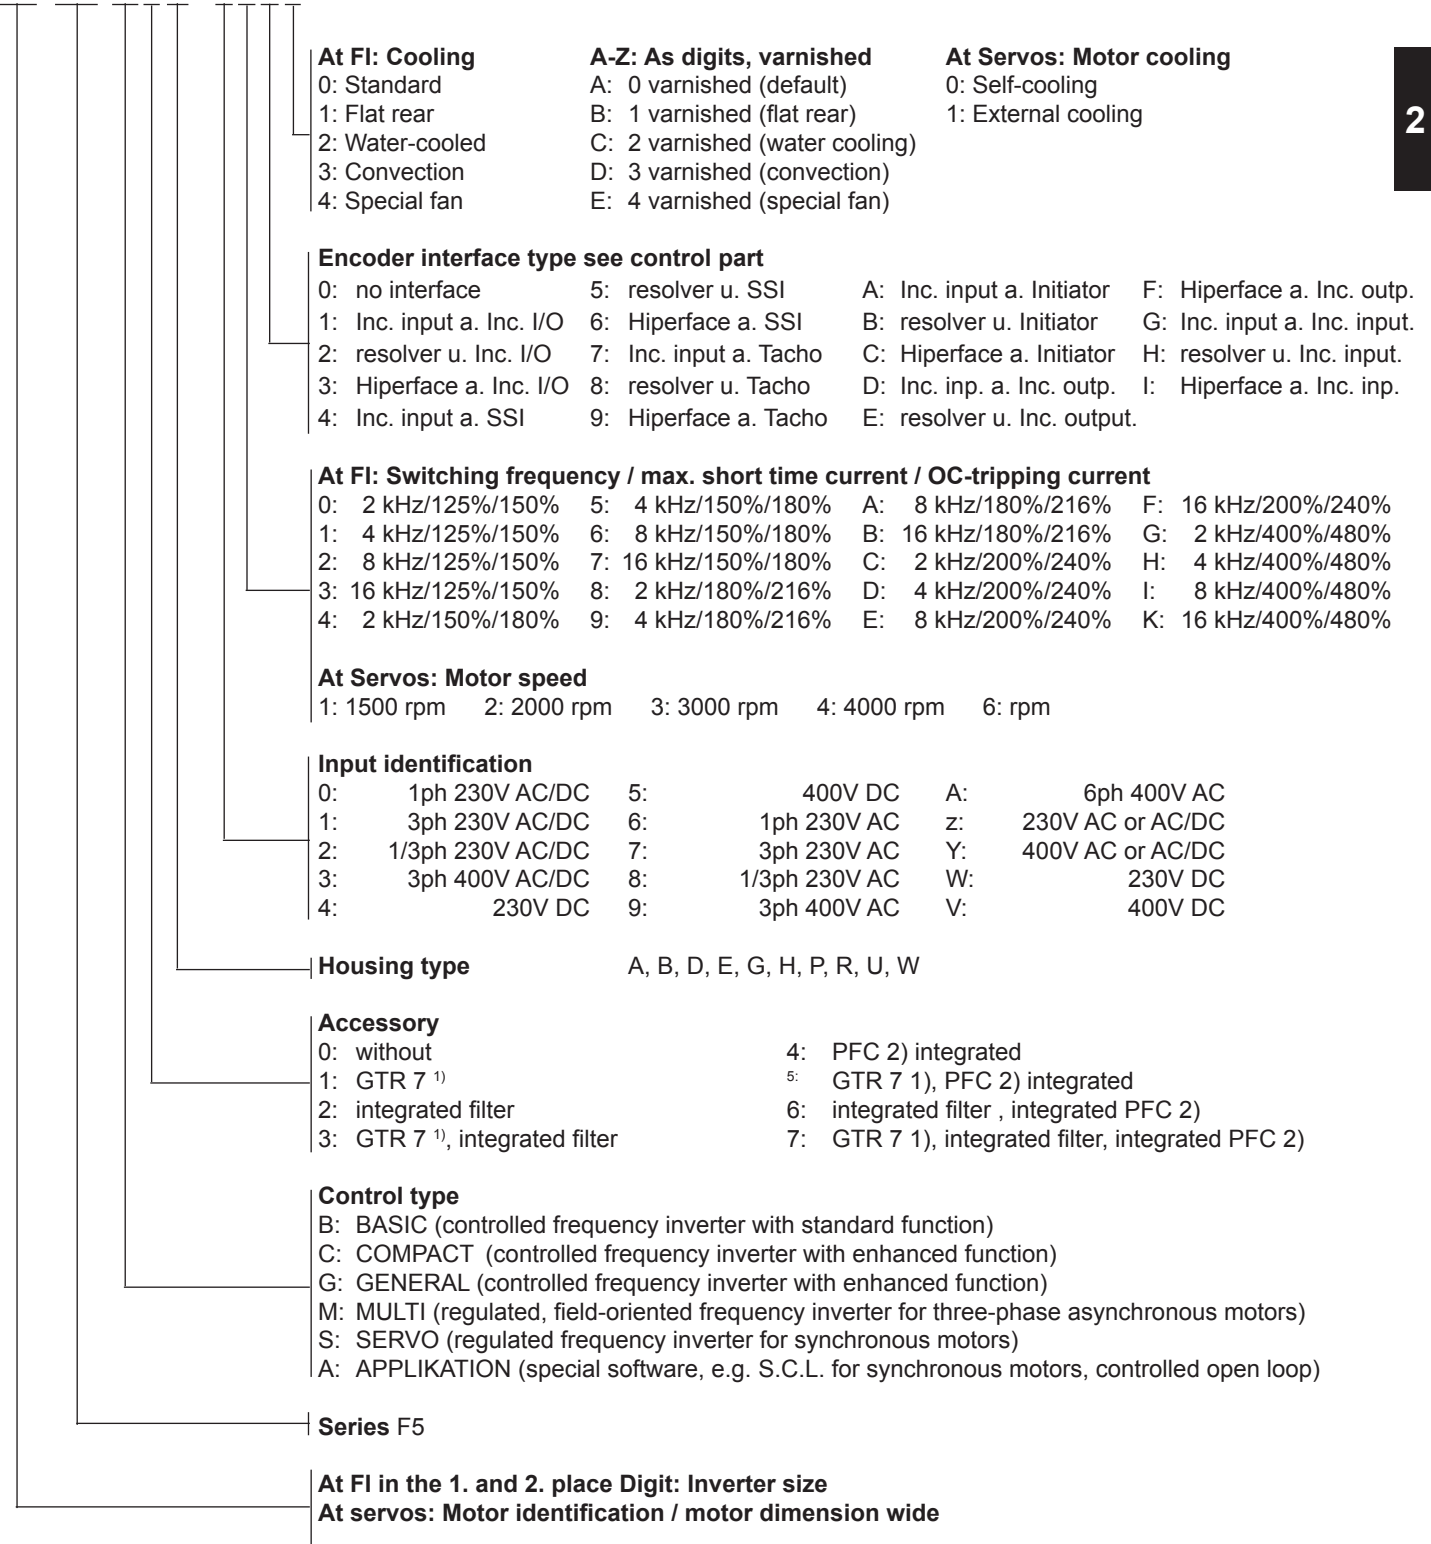 At FI: Cooling A-Z: As digits, varnished At Servos: Motor cooling
0: Standard A: 0 varnished (default) 0: Self-cooling
1: Flat rear B: 1 varnished (flat rear) 1: External cooling
2: Water-cooled C: 2 varnished (water cooling)
3: Convection D: 3 varnished (convection)
4: Special fan E: 4 varnished (special fan)
2
Encoder interface type see control part
0: no interface 5: resolver u. SSI A: Inc. input a. Initiator F: Hiperface a. Inc. outp.
1: Inc. input a. Inc. I/O 6: Hiperface a. SSI B: resolver u. Initiator G: Inc. input a. Inc. input.
2: resolver u. Inc. I/O 7: Inc. input a. Tacho C: Hiperface a. Initiator H: resolver u. Inc. input.
3: Hiperface a. Inc. I/O 8: resolver u. Tacho D: Inc. inp. a. Inc. outp. I: Hiperface a. Inc. inp.
4: Inc. input a. SSI 9: Hiperface a. Tacho E: resolver u. Inc. output.
At FI: Switching frequency / max. short time current / OC-tripping current
0: 2 kHz/125%/150% 5: 4 kHz/150%/180% A: 8 kHz/180%/216% F: 16 kHz/200%/240%
1: 4 kHz/125%/150% 6: 8 kHz/150%/180% B: 16 kHz/180%/216% G: 2 kHz/400%/480%
2: 8 kHz/125%/150% 7: 16 kHz/150%/180% C: 2 kHz/200%/240% H: 4 kHz/400%/480%
3: 16 kHz/125%/150% 8: 2 kHz/180%/216% D: 4 kHz/200%/240% I: 8 kHz/400%/480%
4: 2 kHz/150%/180% 9: 4 kHz/180%/216% E: 8 kHz/200%/240% K: 16 kHz/400%/480%
At Servos: Motor speed
1: 1500 rpm 2: 2000 rpm 3: 3000 rpm 4: 4000 rpm 6: rpm
Input identification
0: 1ph 230V AC/DC 5: 400V DC A: 6ph 400V AC
1: 3ph 230V AC/DC 6: 1ph 230V AC z: 230V AC or AC/DC
2: 1/3ph 230V AC/DC 7: 3ph 230V AC Y: 400V AC or AC/DC
3: 3ph 400V AC/DC 8: 1/3ph 230V AC W: 230V DC
4: 230V DC 9: 3ph 400V AC V: 400V DC
Housing type A, B, D, E, G, H, P, R, U, W
Accessory
0: without 4: PFC 2) integrated
1: GTR 7 1) 5: GTR 7 1), PFC 2) integrated
2: integrated filter 6: integrated filter , integrated PFC 2)
3: GTR 7 1), integrated filter 7: GTR 7 1), integrated filter, integrated PFC 2)
Control type
B: BASIC (controlled frequency inverter with standard function)
C: COMPACT (controlled frequency inverter with enhanced function)
G: GENERAL (controlled frequency inverter with enhanced function)
M: MULTI (regulated, field-oriented frequency inverter for three-phase asynchronous motors)
S: SERVO (regulated frequency inverter for synchronous motors)
A: APPLIKATION (special software, e.g. S.C.L. for synchronous motors, controlled open loop)
Series F5
At FI in the 1. and 2. place Digit: Inverter size
At servos: Motor identification / motor dimension wide